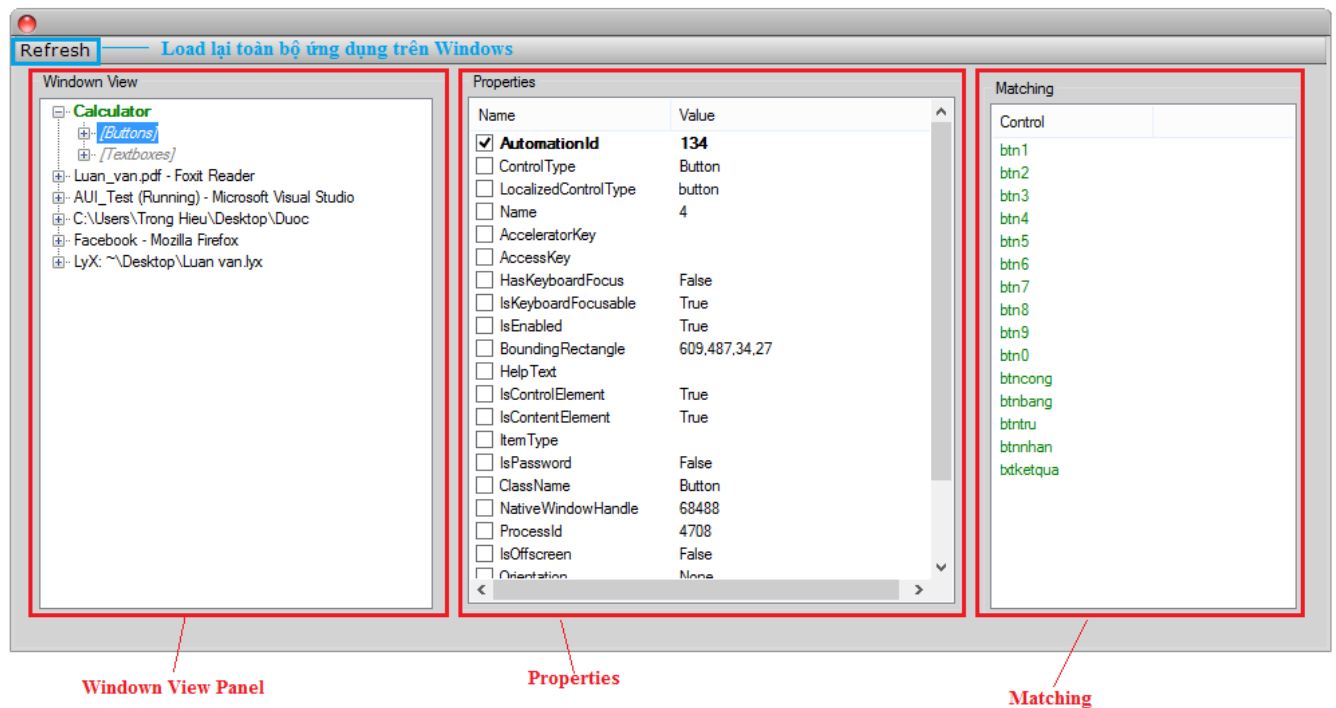 Refresh Load lại toàn bộ ứng dụng trên Windows
Windown View
Calculator
[Buttons]
[Textboxes]
Luan_van.pdf - Foxit Reader
AUI_Test (Running) - Microsoft Visual Studio
C:\Users\Trong Hieu\Desktop\Duoc
Facebook - Mozilla Firefox
LyX: ~\Desktop\Luan van.lyx
Properties
Name Value
AutomationId 134
ControlType Button
LocalizedControlType button
Name 4
AcceleratorKey
AccessKey
HasKeyboardFocus False
IsKeyboardFocusable True
IsEnabled True
BoundingRectangle 609,487,34,27
HelpText
IsControlElement True
IsContentElement True
ItemType
IsPassword False
ClassName Button
NativeWindowHandle 68488
ProcessId 4708
IsOffscreen False
Orientation None
Matching
Control
btn1
btn2
btn3
btn4
btn5
btn6
btn7
btn8
btn9
btn0
btncong
btnbang
btntru
btnnhan
txtketqua
Windown View Panel
Properties
Matching